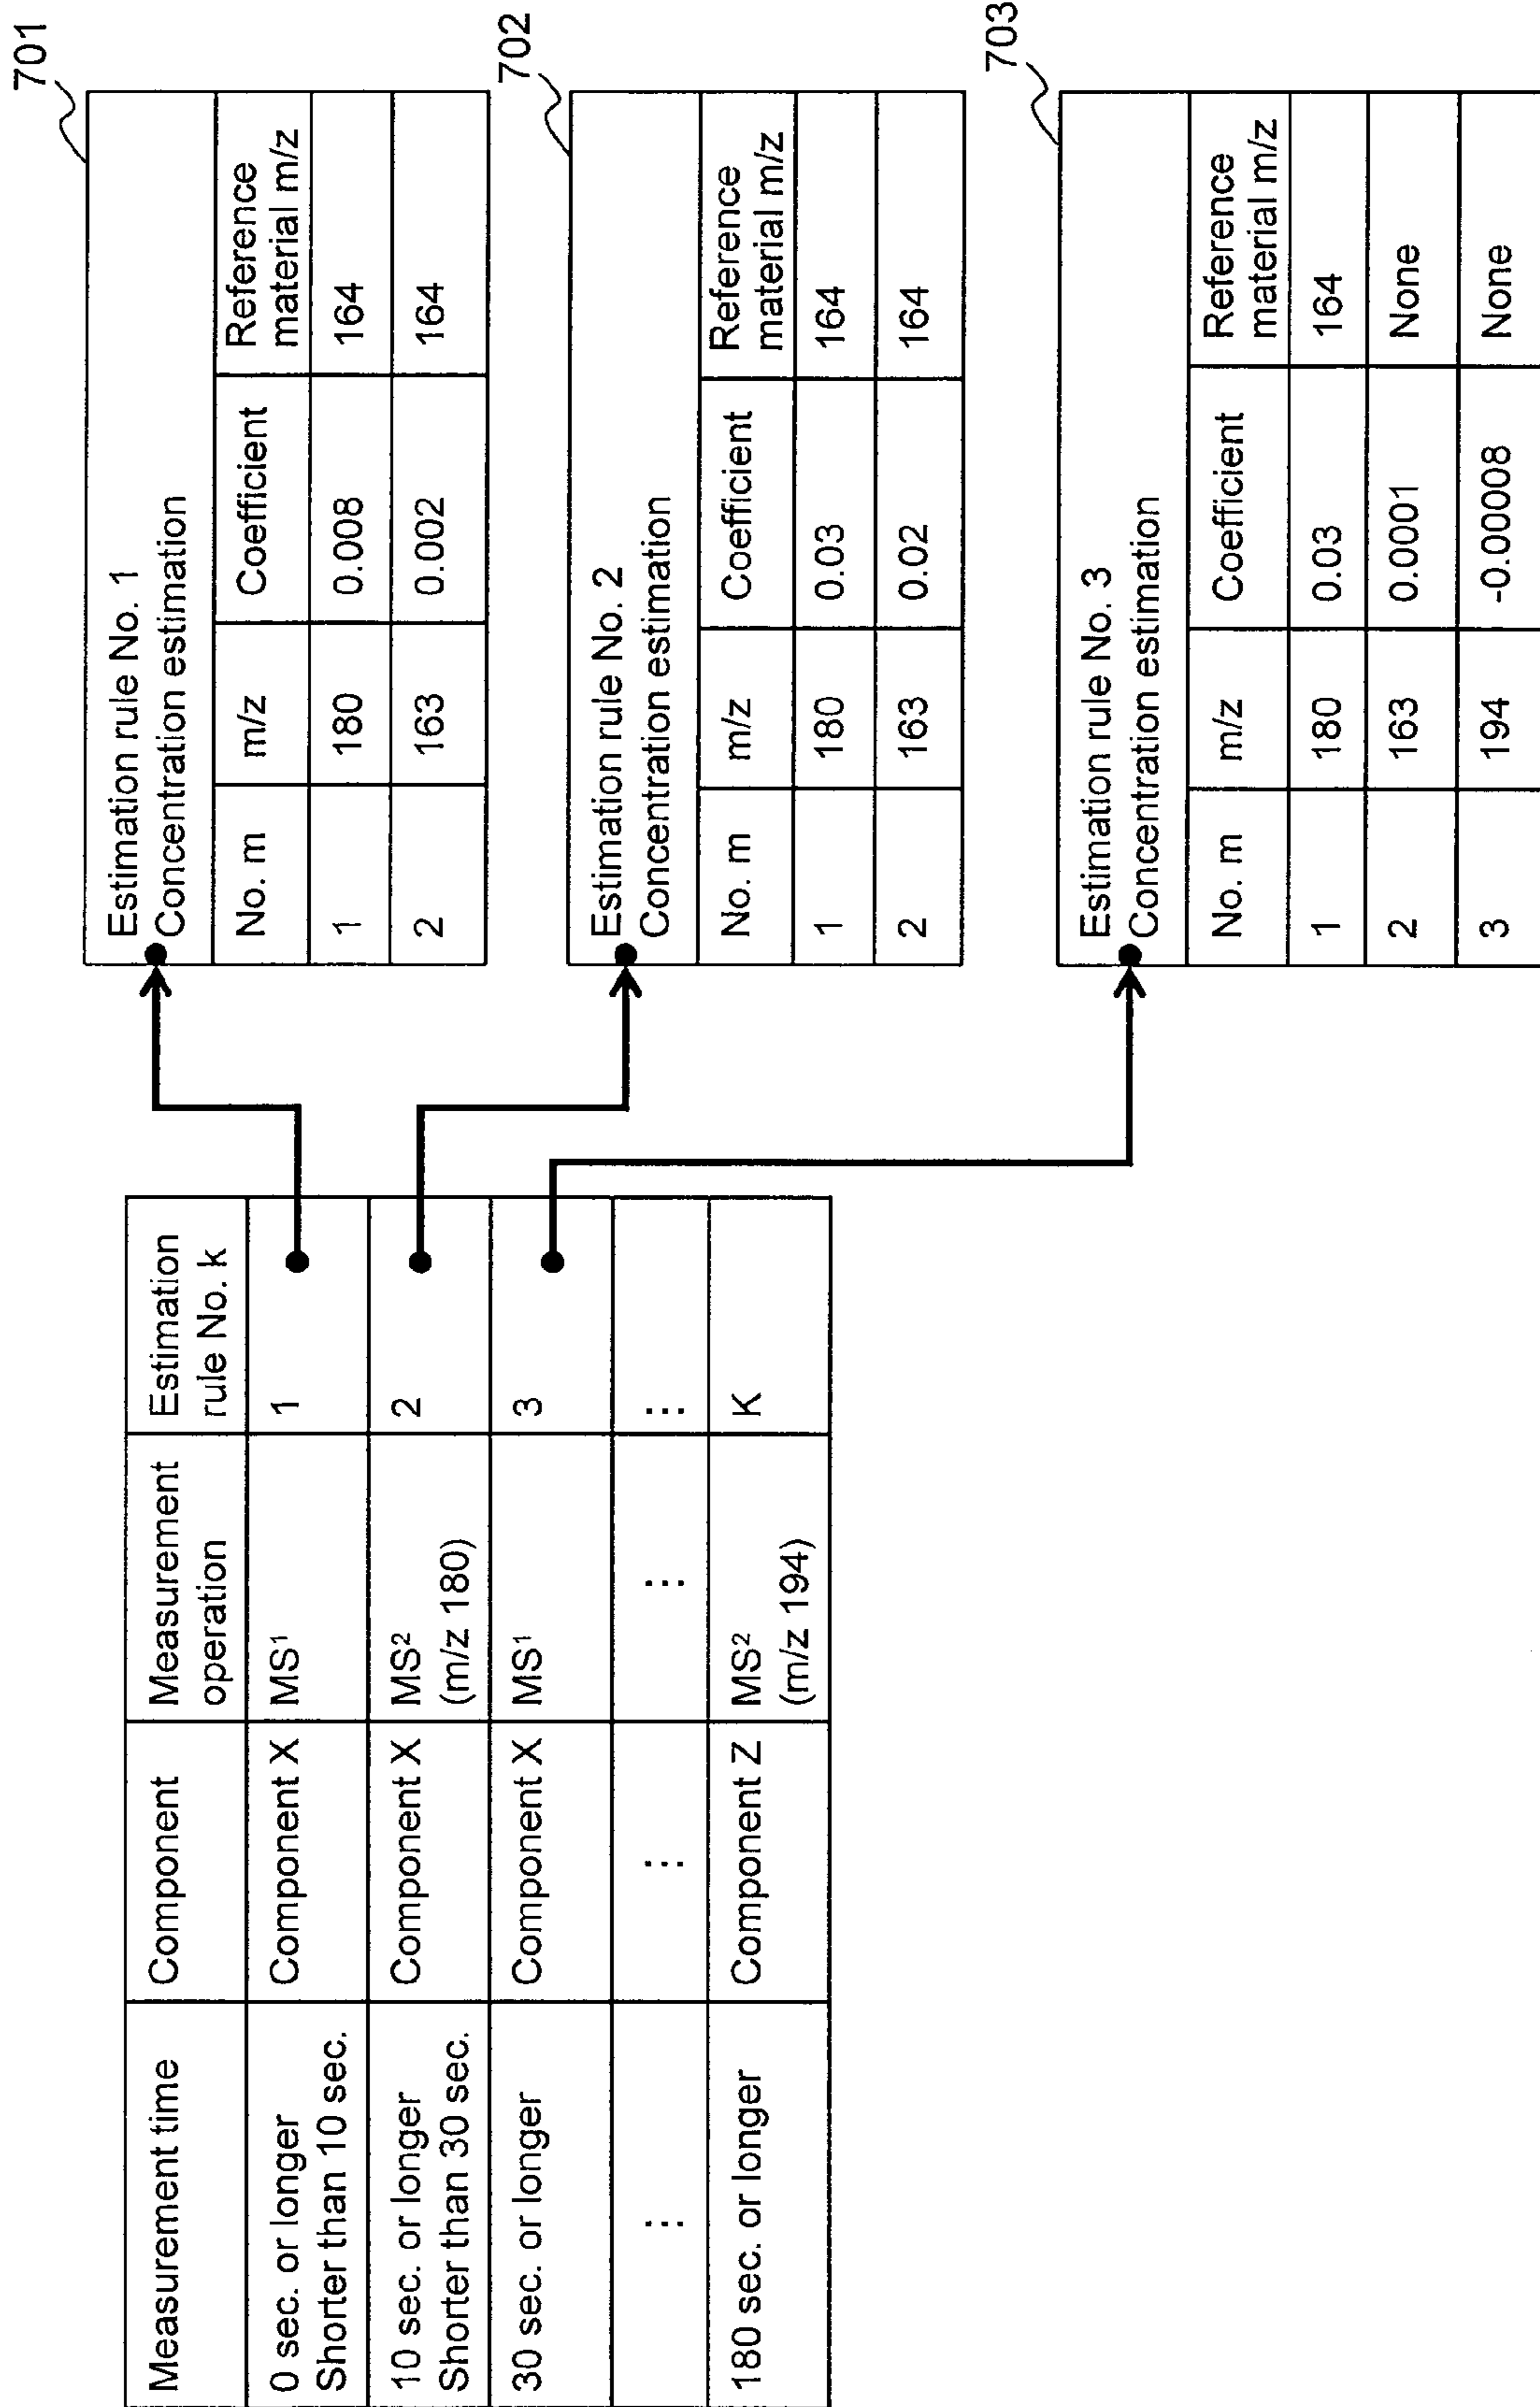 Measurement time
Component
Measurement
operation
Estimation
rule No. k
0 sec. or longer
Shorter than 10 sec.
Component X
MS¹
1
10 sec. or longer
Shorter than 30 sec.
Component X
MS²
(m/z 180)
2
30 sec. or longer
Component X
MS¹
3
⋮
⋮
⋮
⋮
180 sec. or longer
Component Z
MS²
(m/z 194)
K
701
Estimation rule No. 1
Concentration estimation
No. m
m/z
Coefficient
Reference
material m/z
1
180
0.008
164
2
163
0.002
164
702
Estimation rule No. 2
Concentration estimation
No. m
m/z
Coefficient
Reference
material m/z
1
180
0.03
164
2
163
0.02
164
703
Estimation rule No. 3
Concentration estimation
No. m
m/z
Coefficient
Reference
material m/z
1
180
0.03
164
2
163
0.0001
None
3
194
-0.00008
None